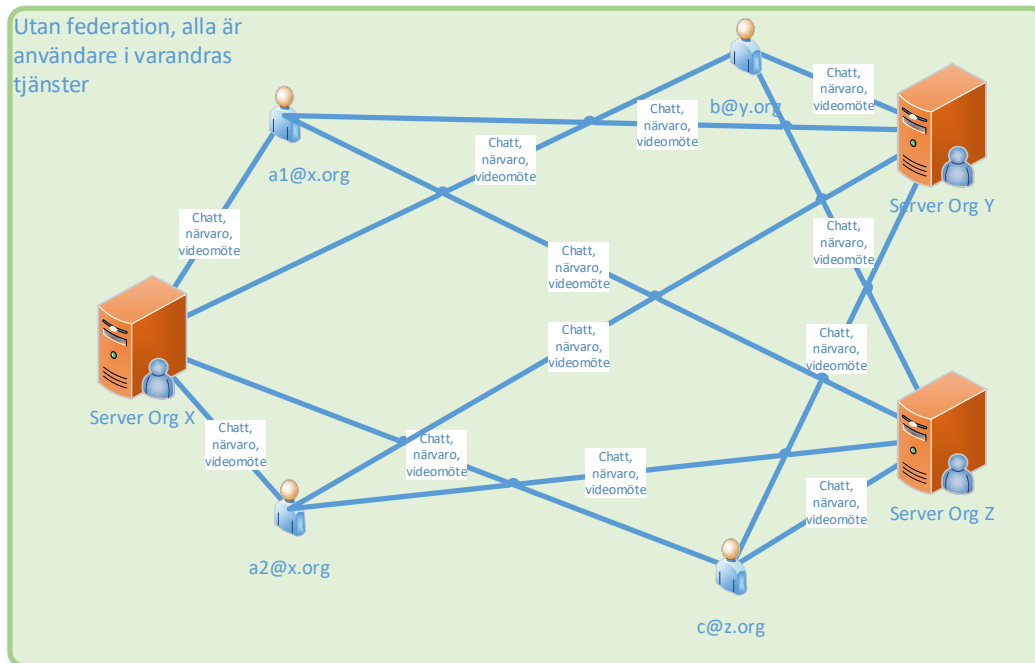 Utan federation, alla är
användare i varandras
tjänster
Chatt,
närvaro,
videomöte
b@y.org
Chatt,
närvaro,
videomöte
Chatt,
närvaro,
videomöte
a1@x.org
Server Org Y
Chatt,
närvaro,
videomöte
Chatt,
närvaro,
videomöte
Chatt,
närvaro,
videomöte
Chatt,
närvaro,
videomöte
Chatt,
närvaro,
videomöte
Server Org X
Chatt,
närvaro,
videomöte
Chatt,
närvaro,
videomöte
Chatt,
närvaro,
videomöte
Chatt,
närvaro,
videomöte
Server Org Z
a2@x.org
c@z.org